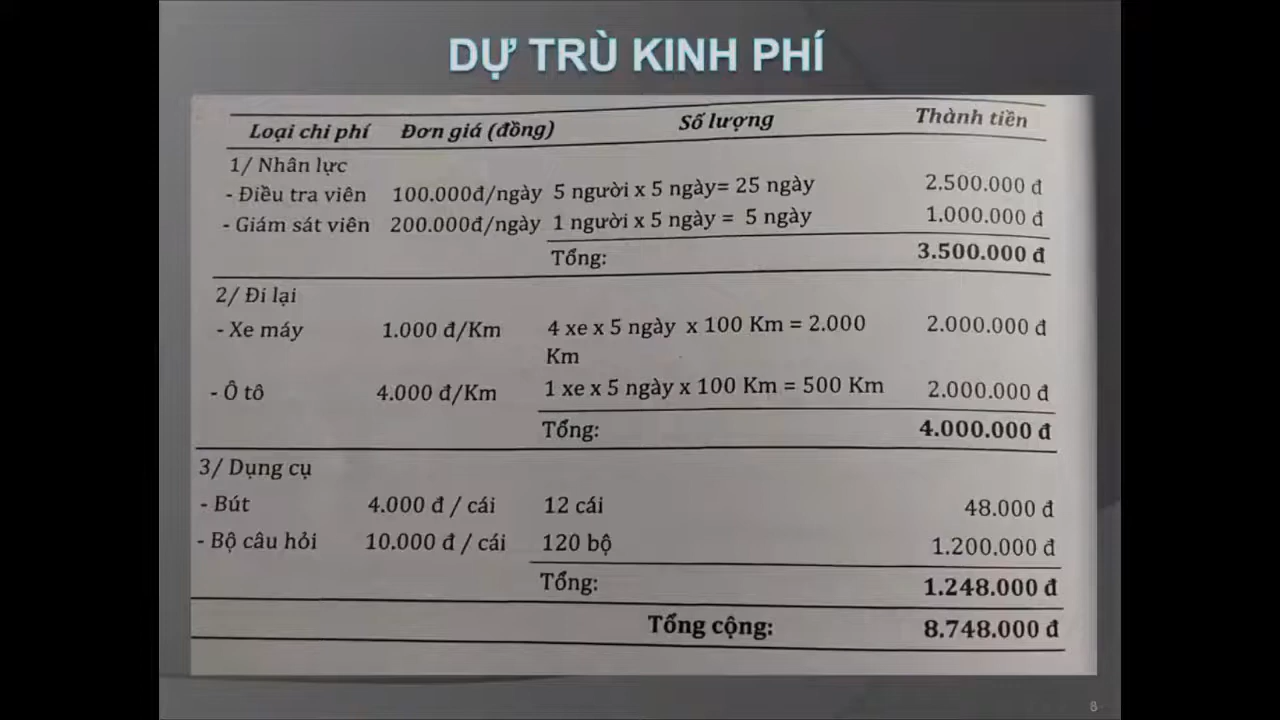 DỰ TRÙ KINH PHÍ
Loại chi phí Đơn giá (đồng) Số lượng Thành tiền
1/ Nhân lực
- Điều tra viên 100.000đ/ngày 5 người x 5 ngày= 25 ngày 2.500.000 đ
- Giám sát viên 200.000đ/ngày 1 người x 5 ngày = 5 ngày 1.000.000 đ
Tổng: 3.500.000 đ
2/ Đi lại
- Xe máy 1.000 đ/Km 4 xe x 5 ngày x 100 Km = 2.000 2.000.000 đ
Km
- Ô tô 4.000 đ/Km 1 xe x 5 ngày x 100 Km = 500 Km 2.000.000 đ
Tổng: 4.000.000 đ
3/ Dụng cụ
- Bút 4.000 đ / cái 12 cái 48.000 đ
- Bộ câu hỏi 10.000 đ / cái 120 bộ 1.200.000 đ
Tổng: 1.248.000 đ
Tổng cộng: 8.748.000 đ
8